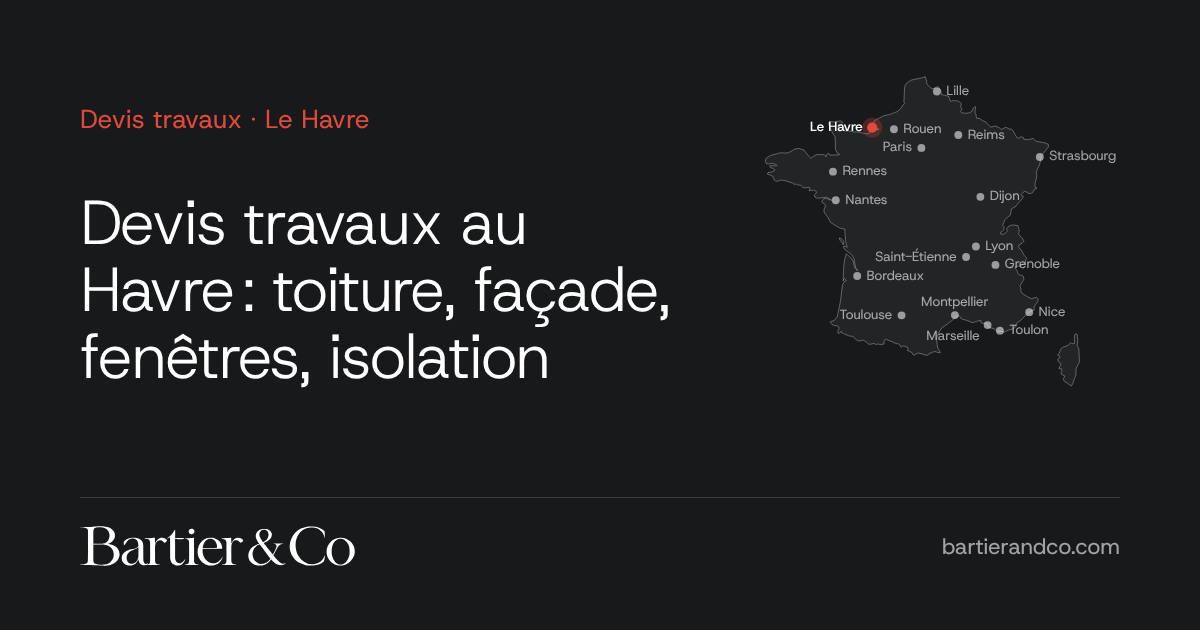 Devis travaux · Le Havre
Devis travaux au
Havre : toiture, façade,
fenêtres, isolation
Lille
Le Havre
Rouen
Reims
Paris
Strasbourg
Rennes
Dijon
Nantes
Lyon
Saint-Étienne
Grenoble
Bordeaux
Montpellier
Toulouse
Nice
Marseille
Toulon
Bartier & Co
bartierandco.com